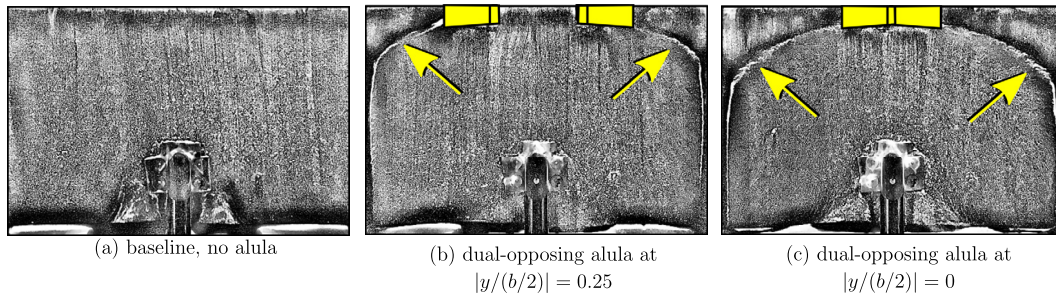 (a) baseline, no alula
(b) dual-opposing alula at
|y/(b/2)| = 0.25
(c) dual-opposing alula at
|y/(b/2)| = 0